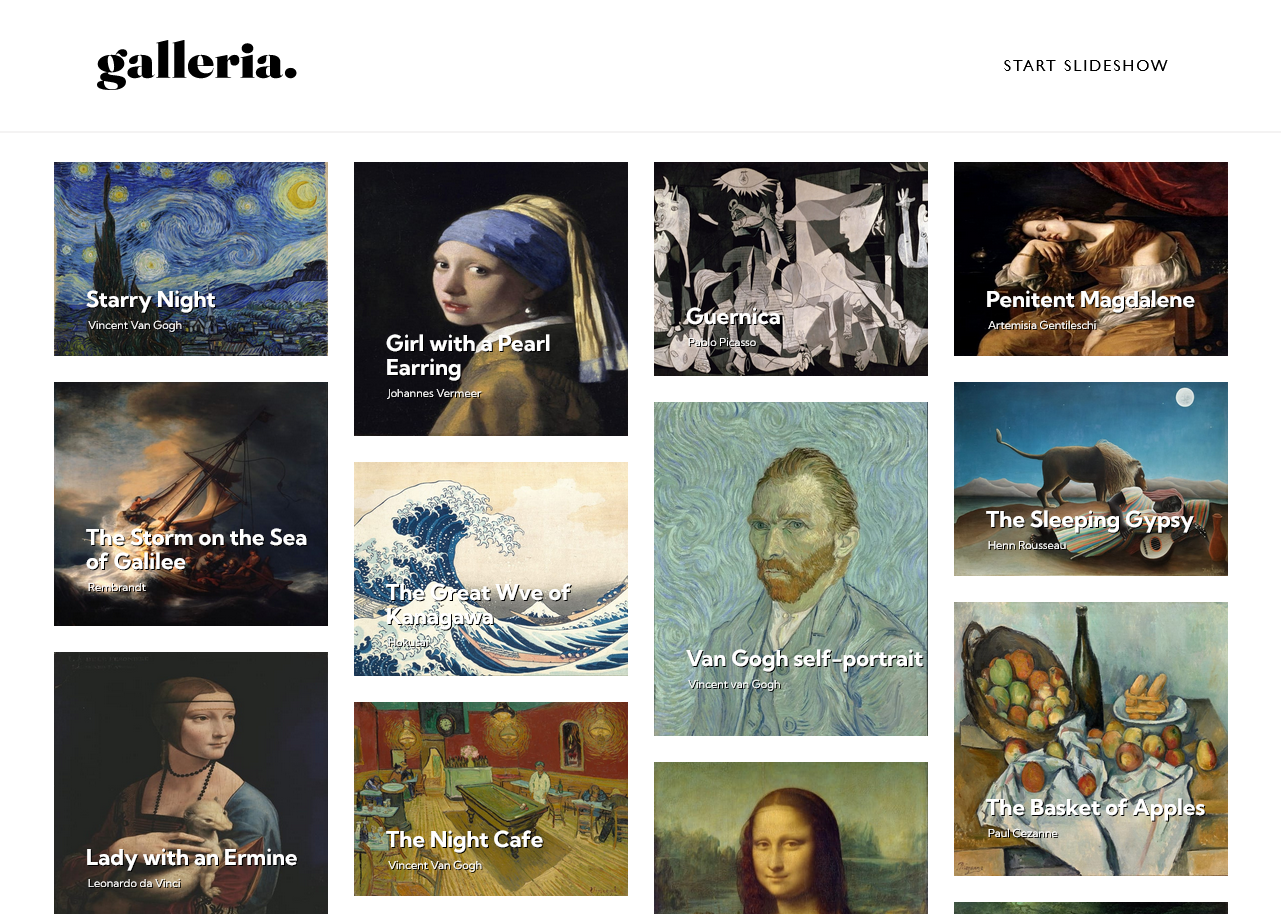 galleria.
START SLIDESHOW
Starry Night
Vincent Van Gogh
Girl with a Pearl
Earring
Johannes Vermeer
Guernica
Pablo Picasso
Penitent Magdalene
Artemisia Gentileschi
The Storm on the Sea
of Galilee
Rembrandt
The Great Wve of
Kanagawa
Hokusai
Van Gogh self-portrait
Vincent van Gogh
The Sleeping Gypsy
Henn Rousseau
Lady with an Ermine
Leonardo da Vinci
The Night Cafe
Vincent Van Gogh
The Basket of Apples
Paul Cezanne